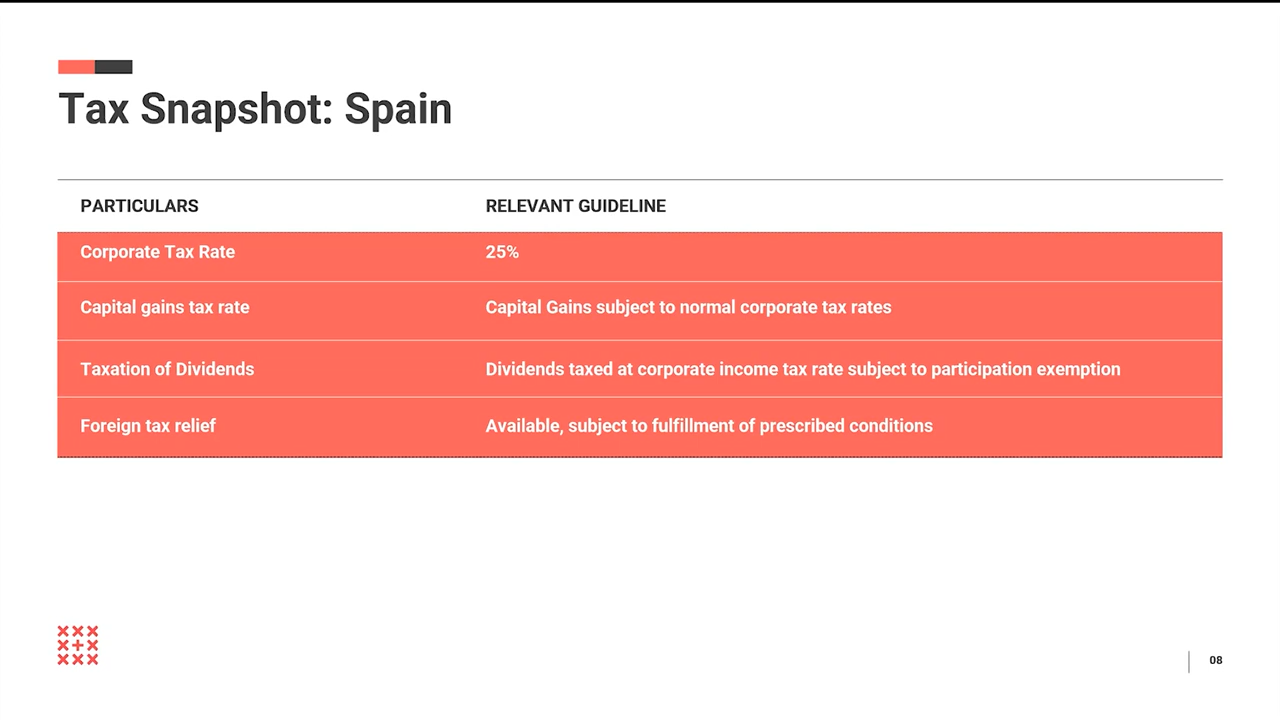 Tax Snapshot: Spain
PARTICULARS RELEVANT GUIDELINE
Corporate Tax Rate 25%
Capital gains tax rate Capital Gains subject to normal corporate tax rates
Taxation of Dividends Dividends taxed at corporate income tax rate subject to participation exemption
Foreign tax relief Available, subject to fulfillment of prescribed conditions
08